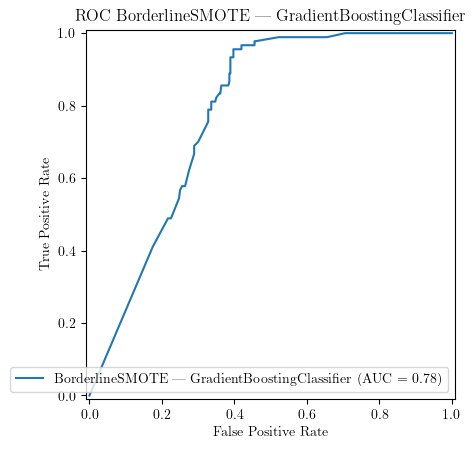 ROC BorderlineSMOTE — GradientBoostingClassifier
1.0
0.8
0.6
0.4
0.2
0.0
True Positive Rate
BorderlineSMOTE — GradientBoostingClassifier (AUC = 0.78)
0.0 0.2 0.4 0.6 0.8 1.0
False Positive Rate